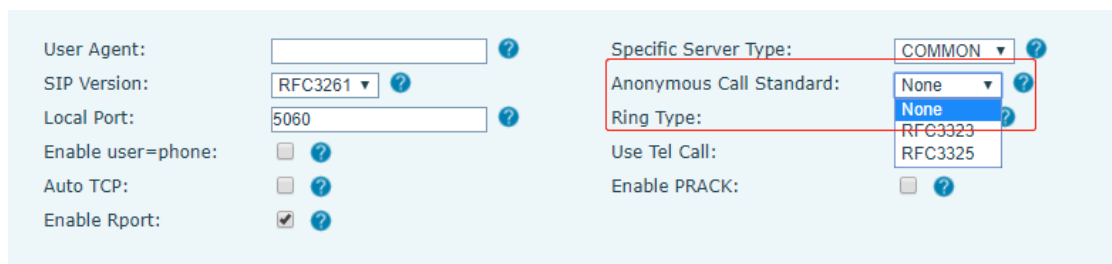 User Agent: ? Specific Server Type: COMMON ?
SIP Version: RFC3261 ? Anonymous Call Standard: None ?
Local Port: 5060 ? Ring Type: None ?
RFC3323
Enable user=phone: ? Use Tel Call: RFC3325
Auto TCP: ? Enable PRACK: ?
Enable Rport: ?